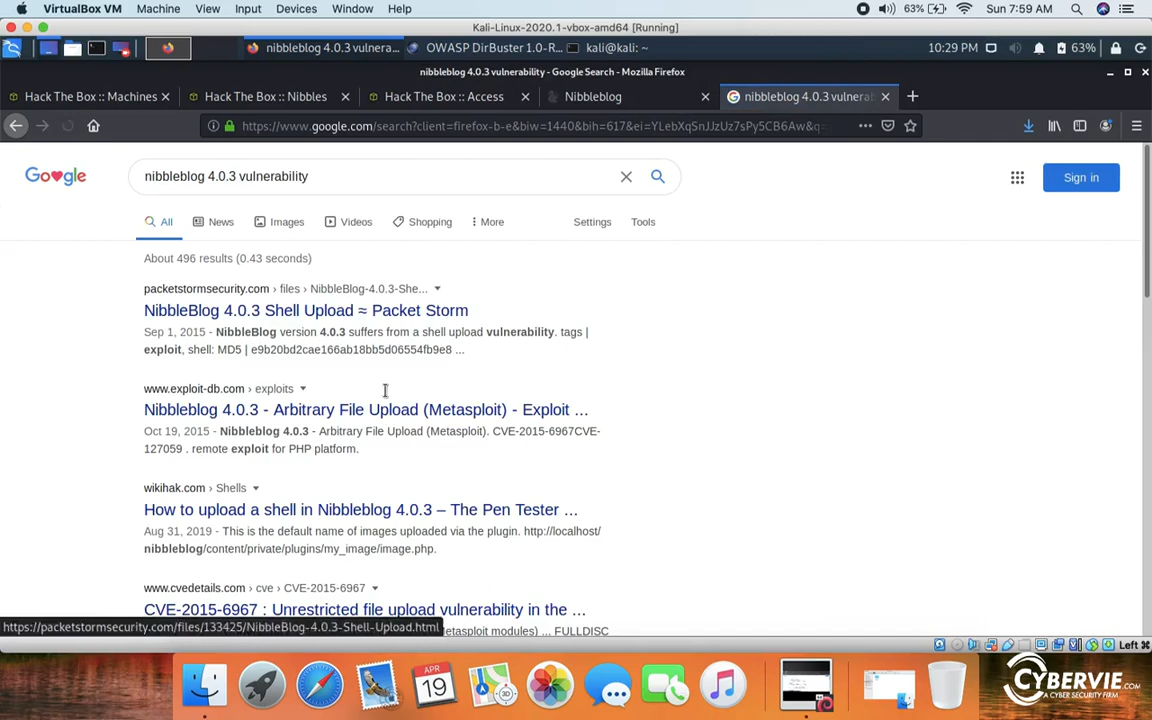 VirtualBox VM Machine View Input Devices Window Help 63% Sun 7:59 AM
Kali-Linux-2020.1-vbox-amd64 [Running]
nibbleblog 4.0.3 vulnera... OWASP DirBuster 1.0-R... kali@kali: ~ 10:29 PM 63%
nibbleblog 4.0.3 vulnerability - Google Search - Mozilla Firefox
Hack The Box :: Machines Hack The Box :: Nibbles Hack The Box :: Access Nibbleblog nibbleblog 4.0.3 vulnerab
https://www.google.com/search?client=firefox-b-e&biw=1440&bih=617&ei=YLebXqSnJJzUz7sPy5CB6Aw&q=
Google nibbleblog 4.0.3 vulnerability Sign in
All News Images Videos Shopping More Settings Tools
About 496 results (0.43 seconds)
packetstormsecurity.com › files › NibbleBlog-4.0.3-She...
NibbleBlog 4.0.3 Shell Upload ≈ Packet Storm
Sep 1, 2015 - NibbleBlog version 4.0.3 suffers from a shell upload vulnerability. tags |
exploit, shell: MD5 | e9b20bd2cae166ab18bb5d06554fb9e8 ...
www.exploit-db.com › exploits
Nibbleblog 4.0.3 - Arbitrary File Upload (Metasploit) - Exploit ...
Oct 19, 2015 - Nibbleblog 4.0.3 - Arbitrary File Upload (Metasploit). CVE-2015-6967CVE-
127059 . remote exploit for PHP platform.
wikihak.com › Shells
How to upload a shell in Nibbleblog 4.0.3 – The Pen Tester ...
Aug 31, 2019 - This is the default name of images uploaded via the plugin. http://localhost/
nibbleblog/content/private/plugins/my_image/image.php.
www.cvedetails.com › cve › CVE-2015-6967
CVE-2015-6967 : Unrestricted file upload vulnerability in the ...
https://packetstormsecurity.com/files/133425/NibbleBlog-4.0.3-Shell-Upload.html
etasploit modules) ... FULLDISC
Left ⌘
APR
19
3D
CYBERVIE
A CYBER SECURITY FIRM